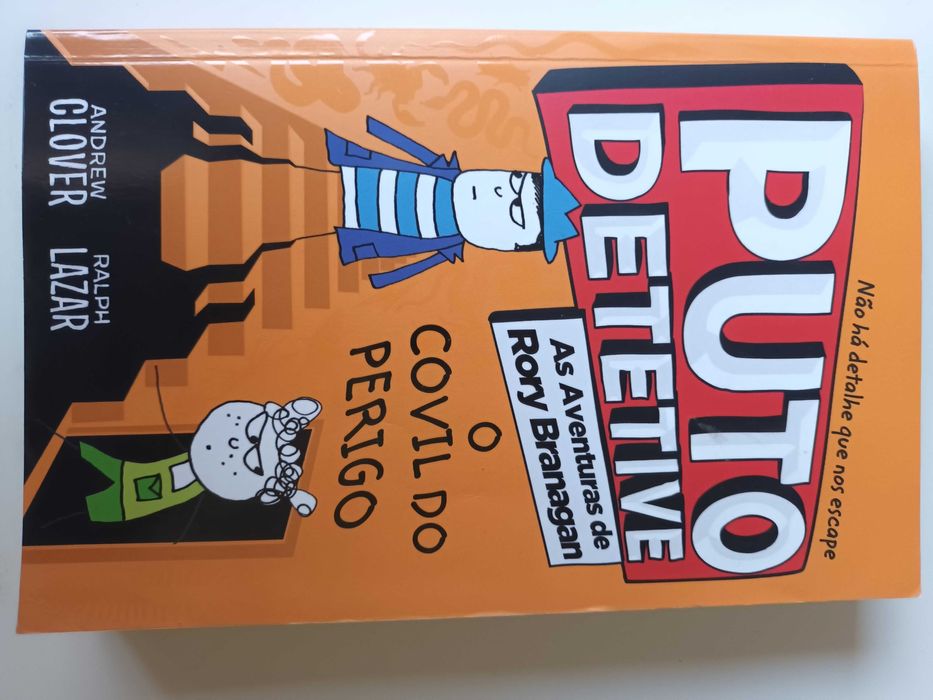 Não há detalhe que nos escape
PUTO
DETETIVE
As Aventuras de
Rory Branagan
O
COVIL DO
PERIGO
ANDREW
CLOVER
RALPH
LAZAR